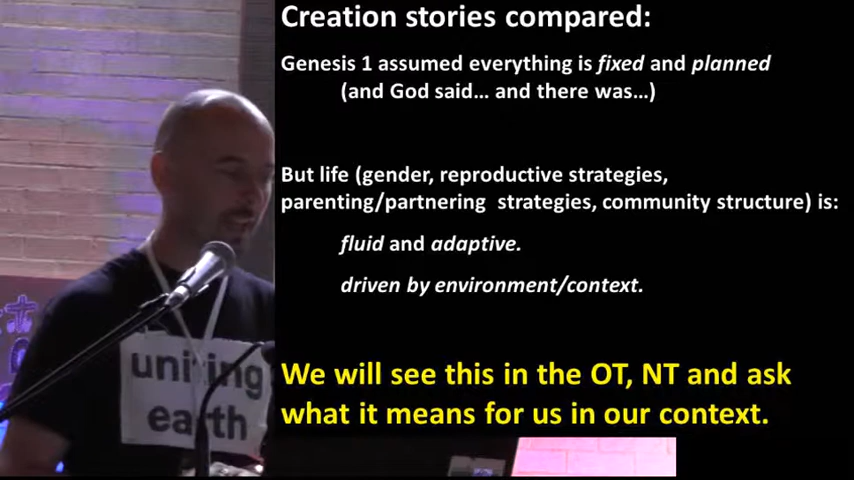 Creation stories compared:
Genesis 1 assumed everything is fixed and planned
(and God said... and there was...)
But life (gender, reproductive strategies,
parenting/partnering strategies, community structure) is:
fluid and adaptive.
driven by environment/context.
We will see this in the OT, NT and ask
what it means for us in our context.
uniting
earth